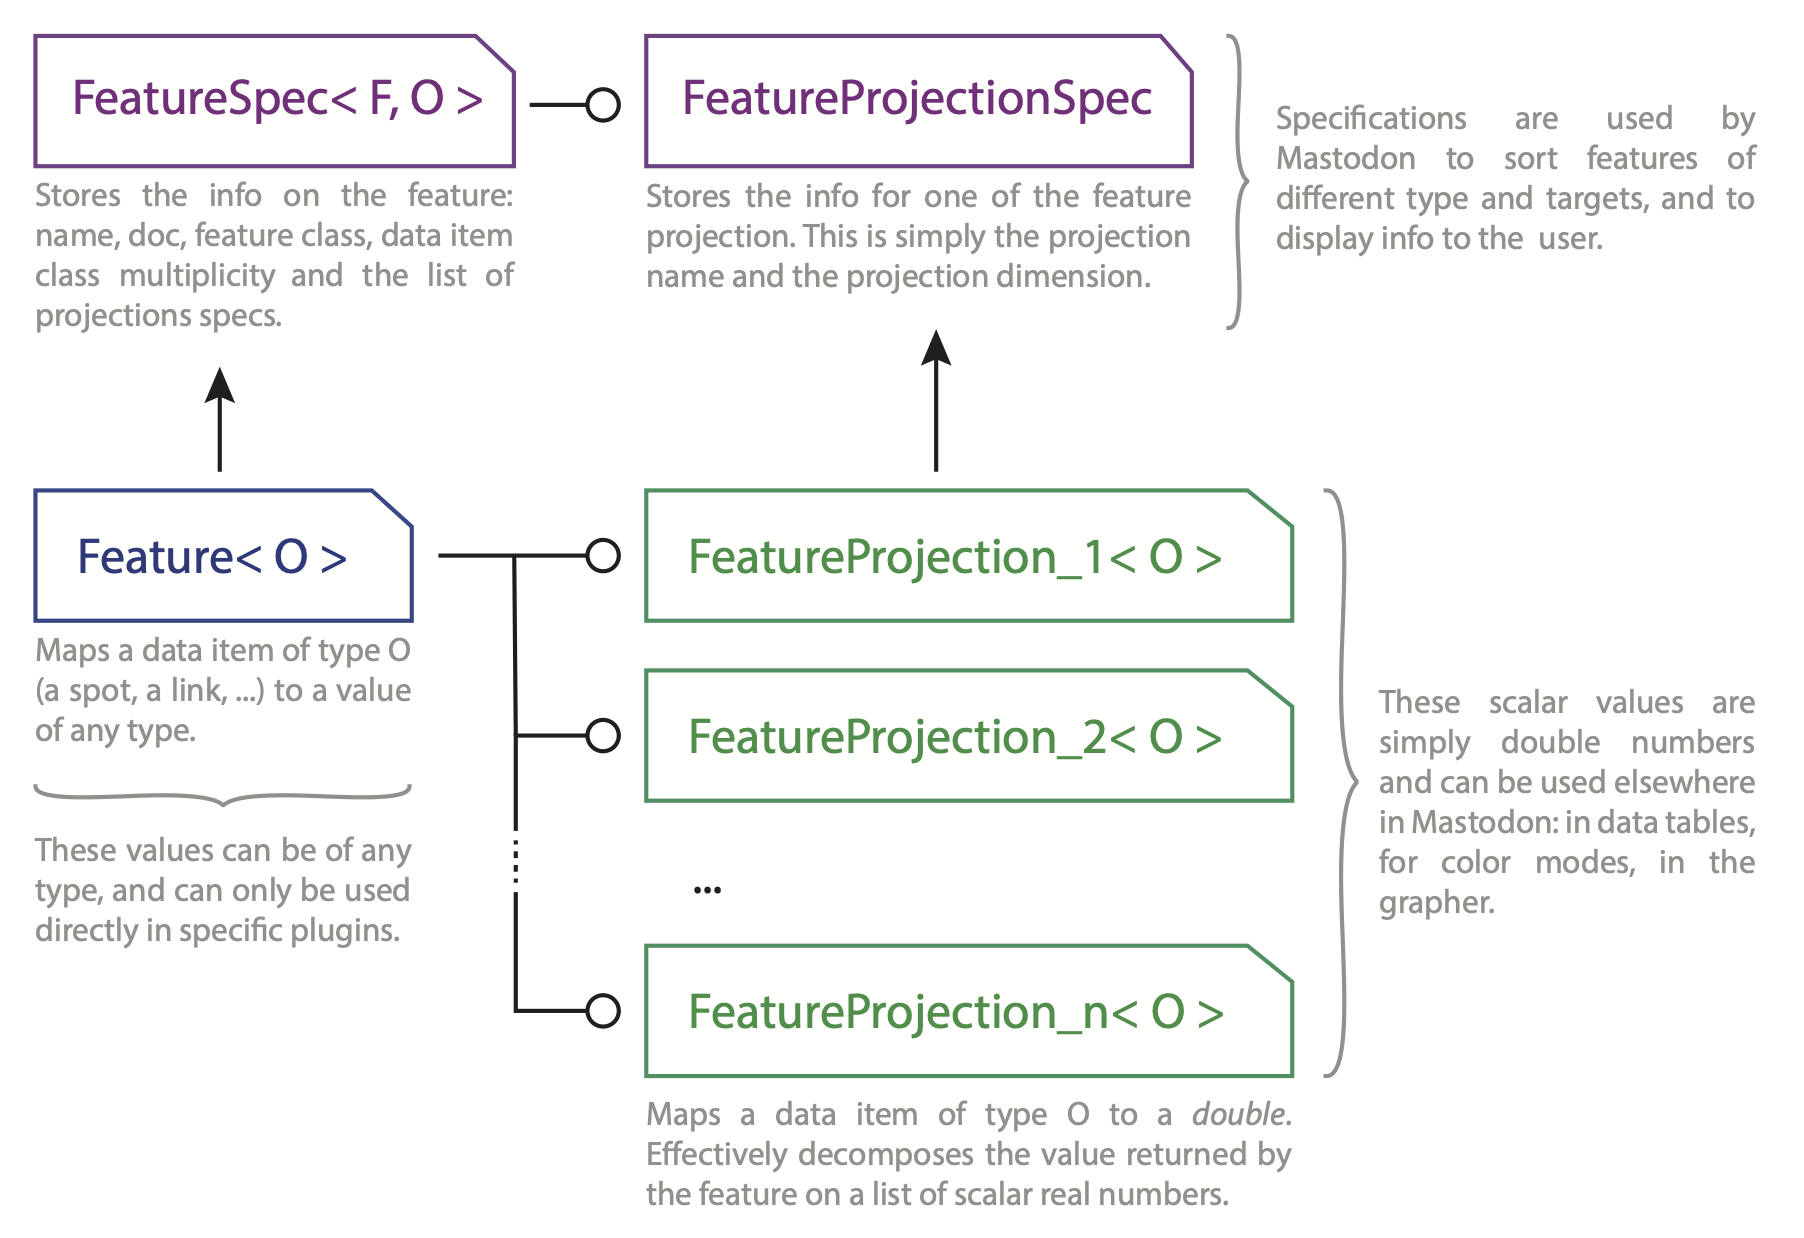 FeatureSpec< F, O >
Stores the info on the feature:
name, doc, feature class, data item
class multiplicity and the list of
projections specs.
FeatureProjectionSpec
Stores the info for one of the feature
projection. This is simply the projection
name and the projection dimension.
Specifications are used by
Mastodon to sort features of
different type and targets, and to
display info to the user.
Feature< O >
Maps a data item of type O
(a spot, a link, ...) to a value
of any type.
These values can be of any
type, and can only be used
directly in specific plugins.
FeatureProjection_1< O >
FeatureProjection_2< O >
...
FeatureProjection_n< O >
Maps a data item of type O to a double.
Effectively decomposes the value returned by
the feature on a list of scalar real numbers.
These scalar values are
simply double numbers
and can be used elsewhere
in Mastodon: in data tables,
for color modes, in the
grapher.